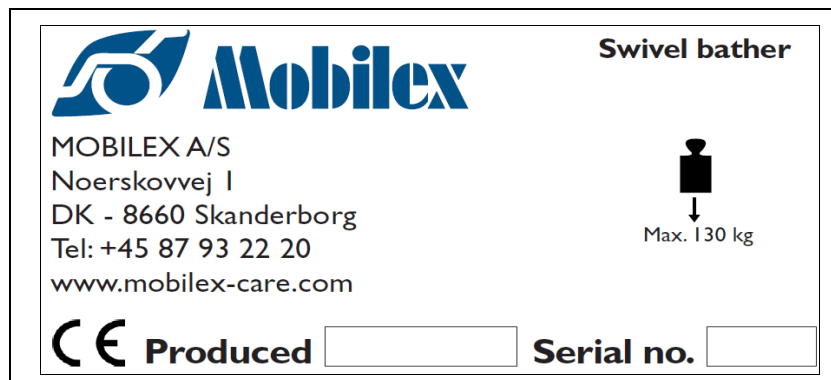 Mobilex
Swivel bather
MOBILEX A/S
Noerskovvej 1
DK - 8660 Skanderborg
Tel: +45 87 93 22 20
www.mobilex-care.com
Max. 130 kg
CE Produced
Serial no.